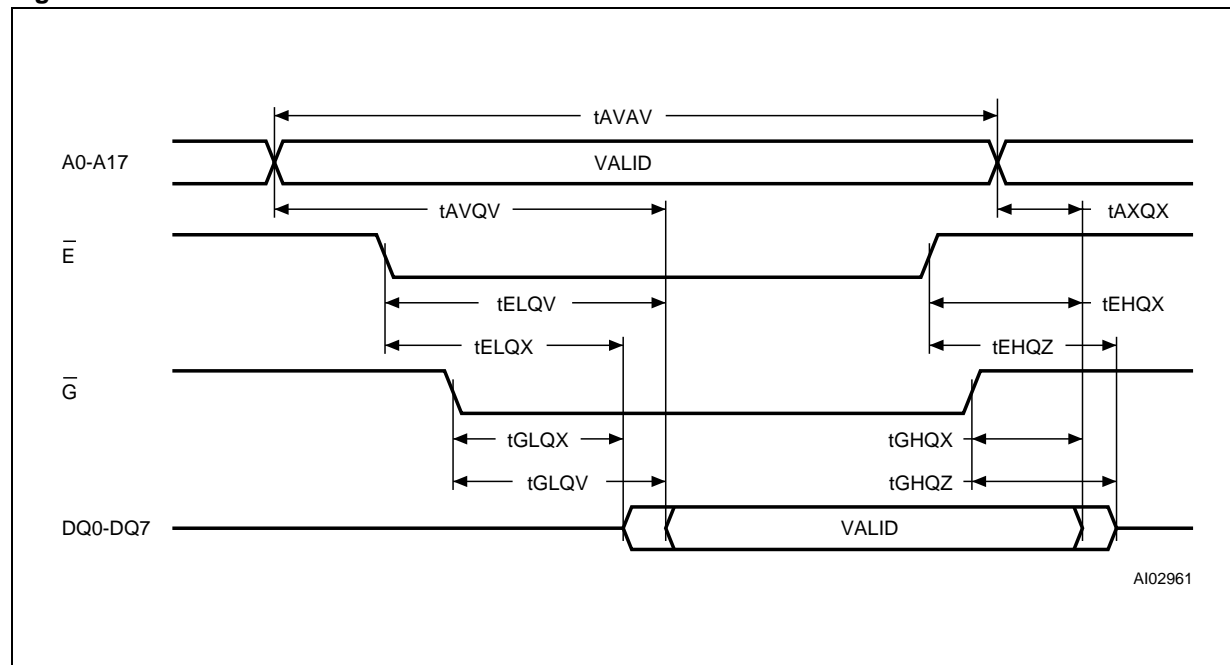 tAVAV
A0-A17 VALID
tAVQV tAXQX
E
tELQV tEHQX
tELQX tEHQZ
G
tGLQX tGHQX
tGLQV tGHQZ
DQ0-DQ7 VALID
AI02961